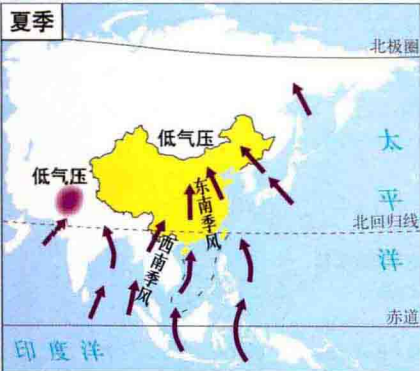 夏季
北极圈
低气压
低气压
太平洋
东南季风
北回归线
西南季风
赤道
印度洋